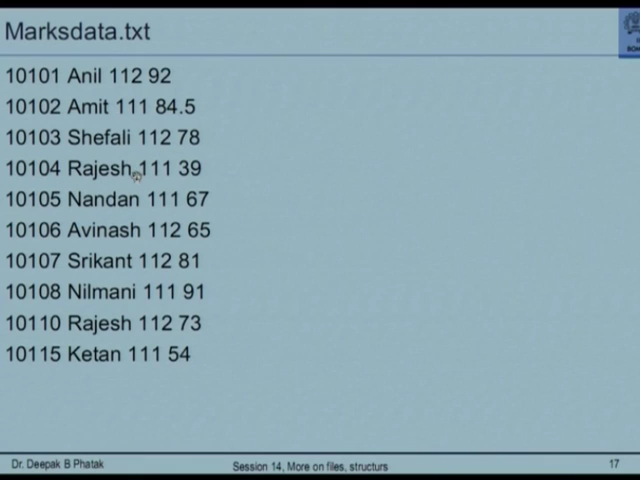 Marksdata.txt
10101 Anil 112 92
10102 Amit 111 84.5
10103 Shefali 112 78
10104 Rajesh 111 39
10105 Nandan 111 67
10106 Avinash 112 65
10107 Srikant 112 81
10108 Nilmani 111 91
10110 Rajesh 112 73
10115 Ketan 111 54
Dr. Deepak B Phatak
Session 14, More on files, structurs
17